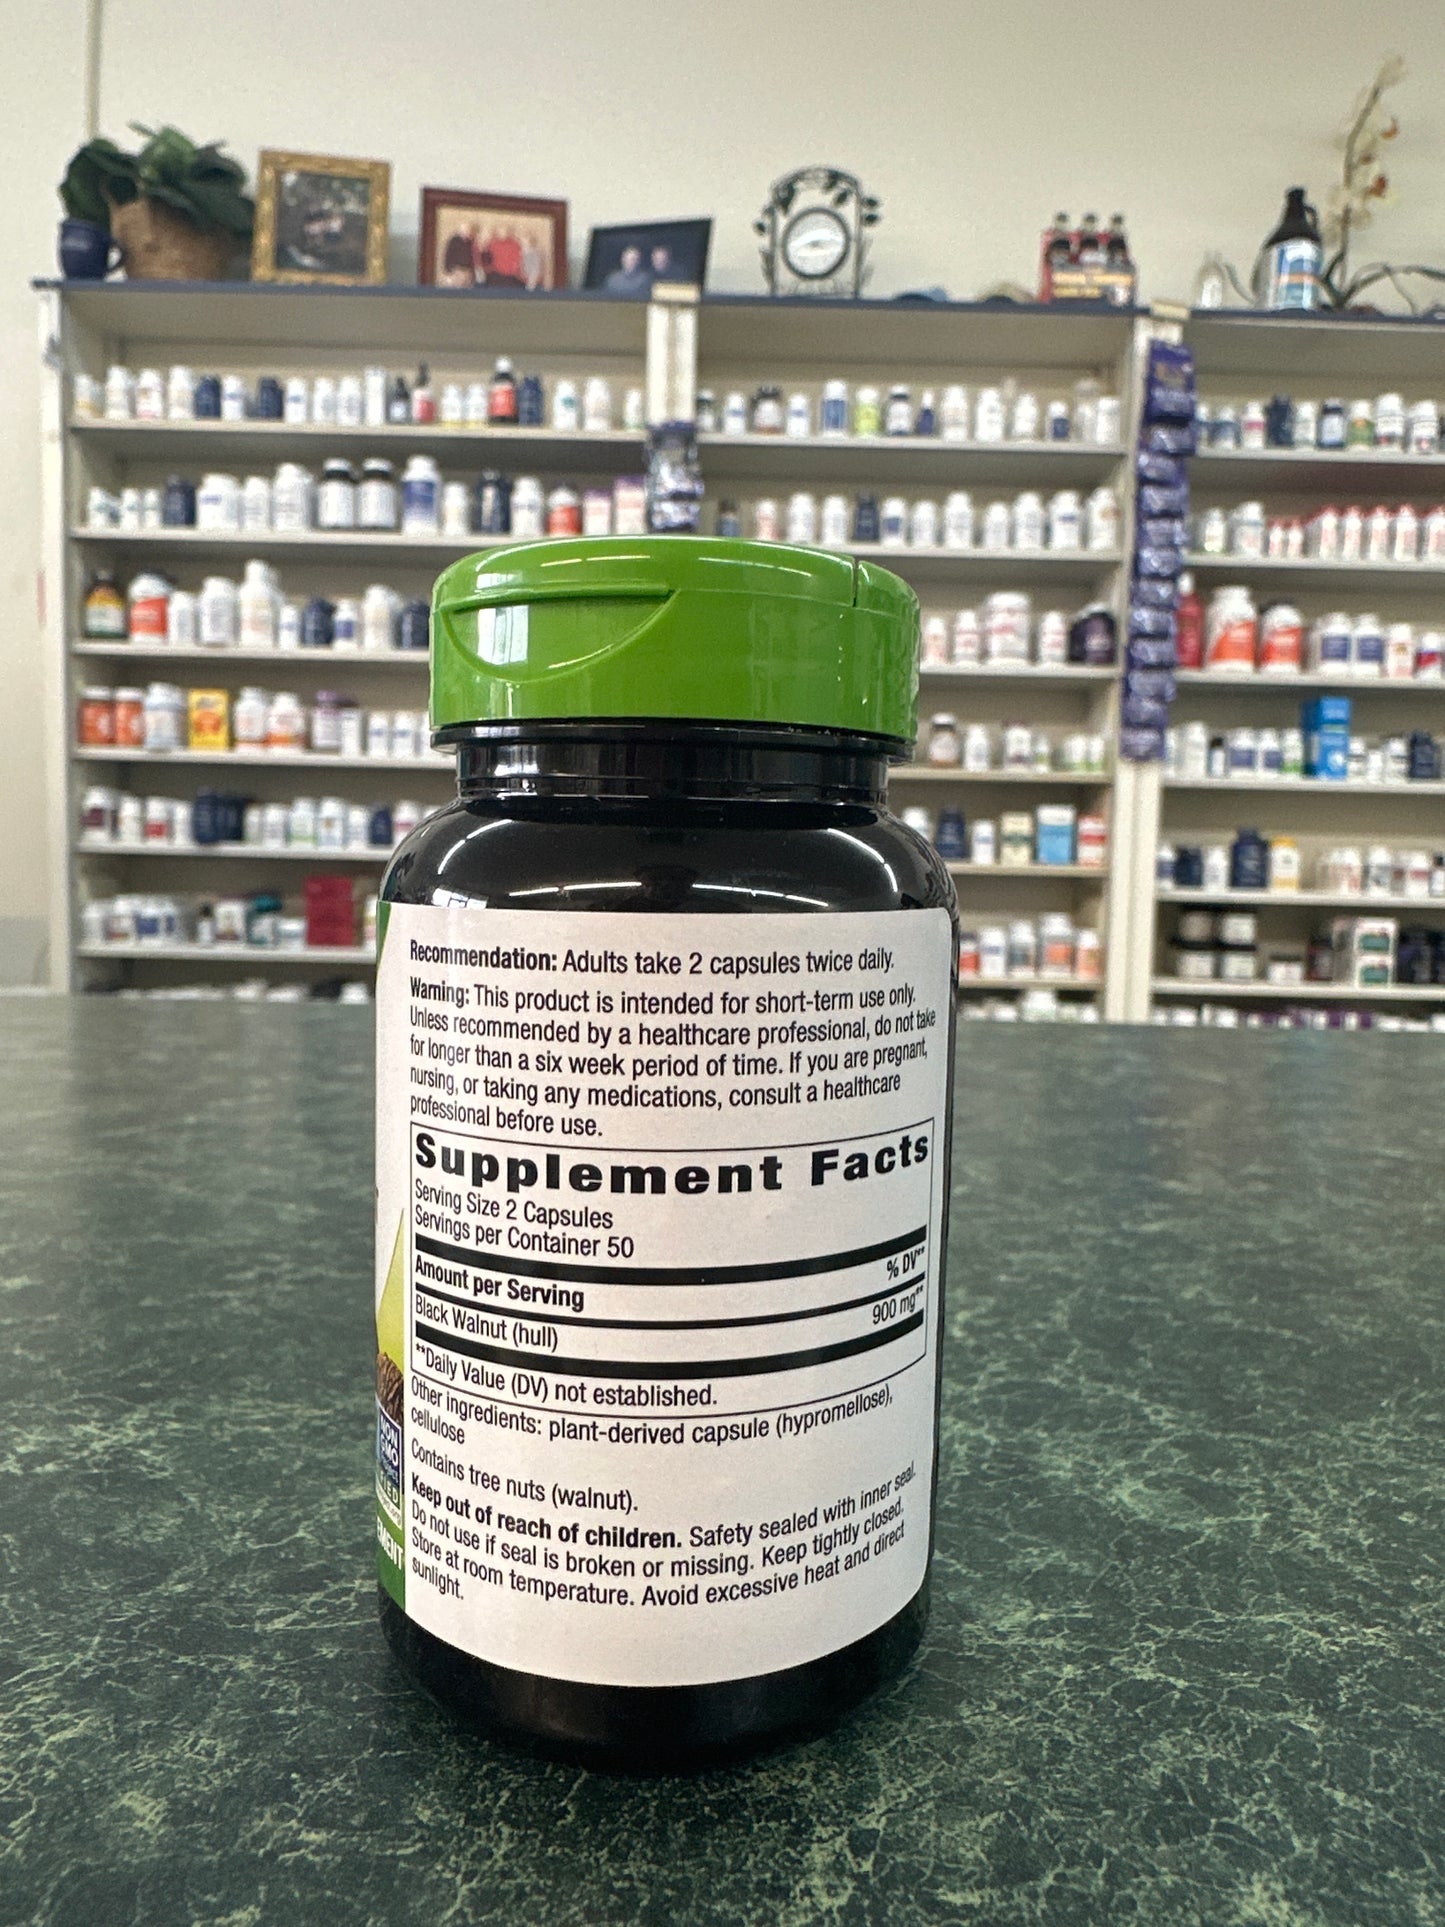 Recommendation: Adults take 2 capsules twice daily.
Warning: This product is intended for short-term use only.
Unless recommended by a healthcare professional, do not take
for longer than a six week period of time. If you are pregnant,
nursing, or taking any medications, consult a healthcare
professional before use.
Supplement Facts
Serving Size 2 Capsules
Servings per Container 50
Amount per Serving % DV**
Black Walnut (hull) 900 mg**
**Daily Value (DV) not established.
Other ingredients: plant-derived capsule (hypromellose),
cellulose
Contains tree nuts (walnut).
Keep out of reach of children. Safety sealed with inner seal.
Do not use if seal is broken or missing. Keep tightly closed.
Store at room temperature. Avoid excessive heat and direct
sunlight.
NON
GMO